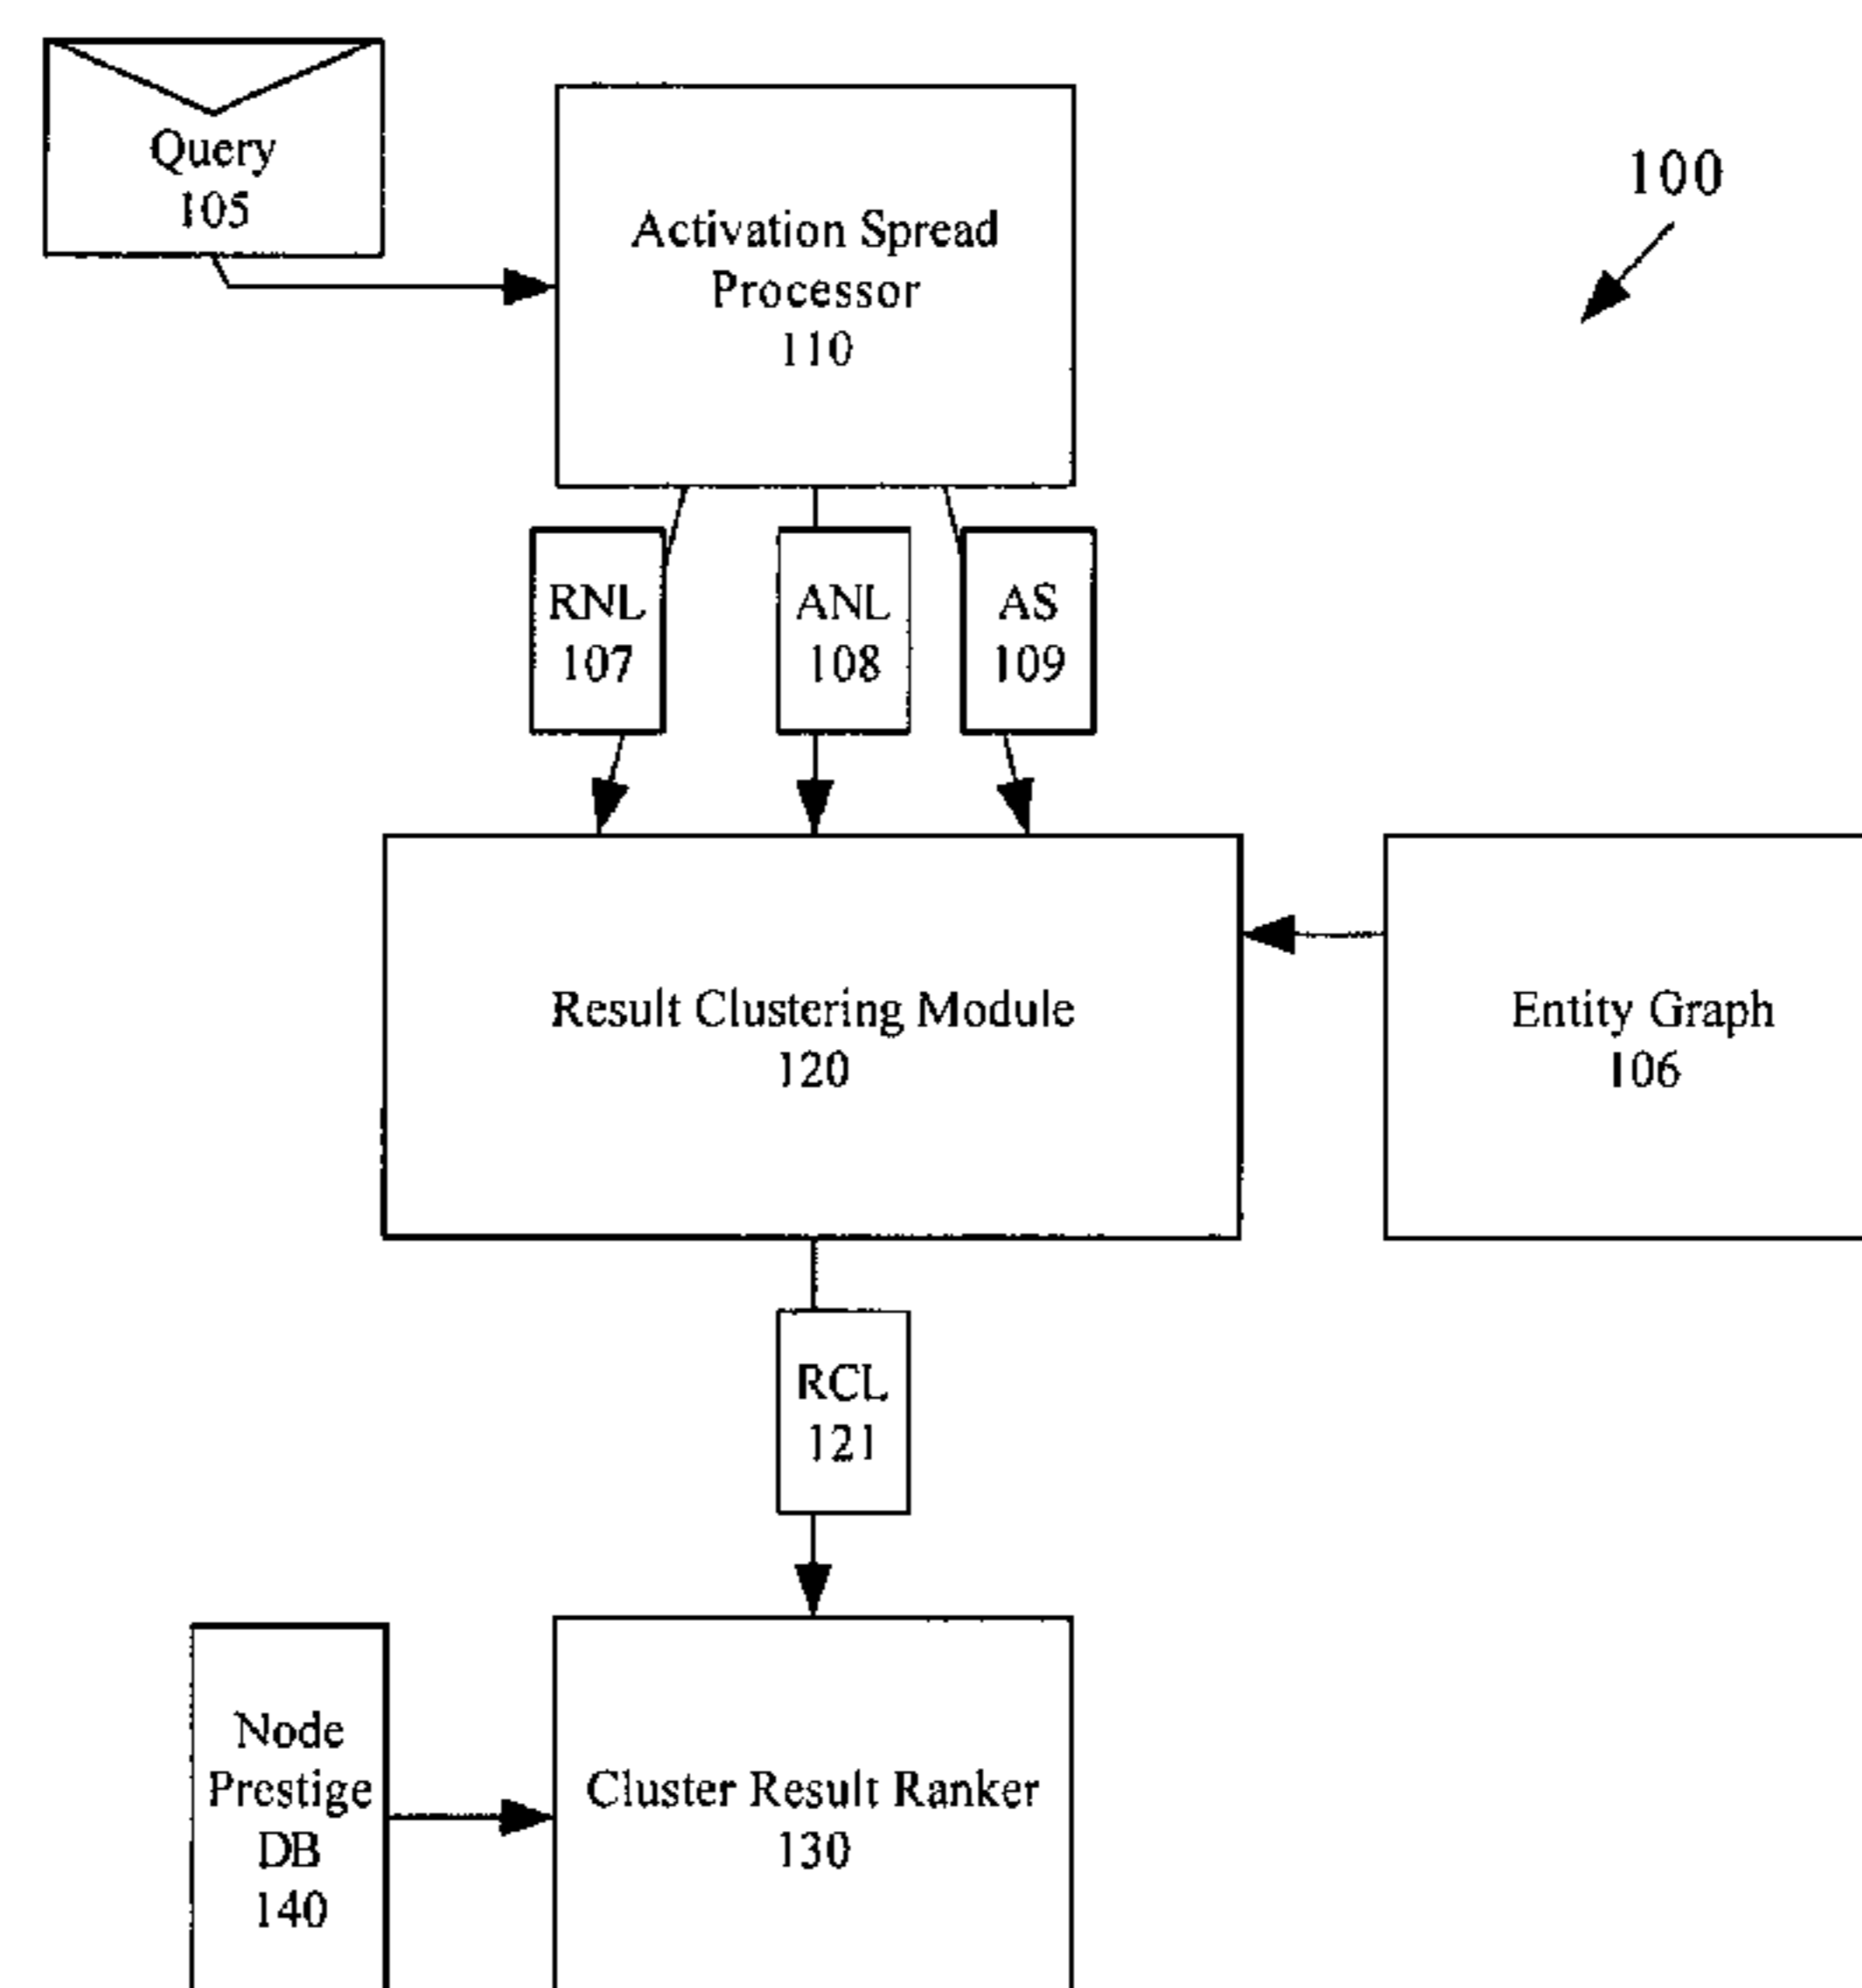 Query
105
100
Activation Spread
Processor
110
RNL
107
ANL
108
AS
109
Result Clustering Module
120
Entity Graph
106
RCL
121
Node
Prestige
DB
140
Cluster Result Ranker
130